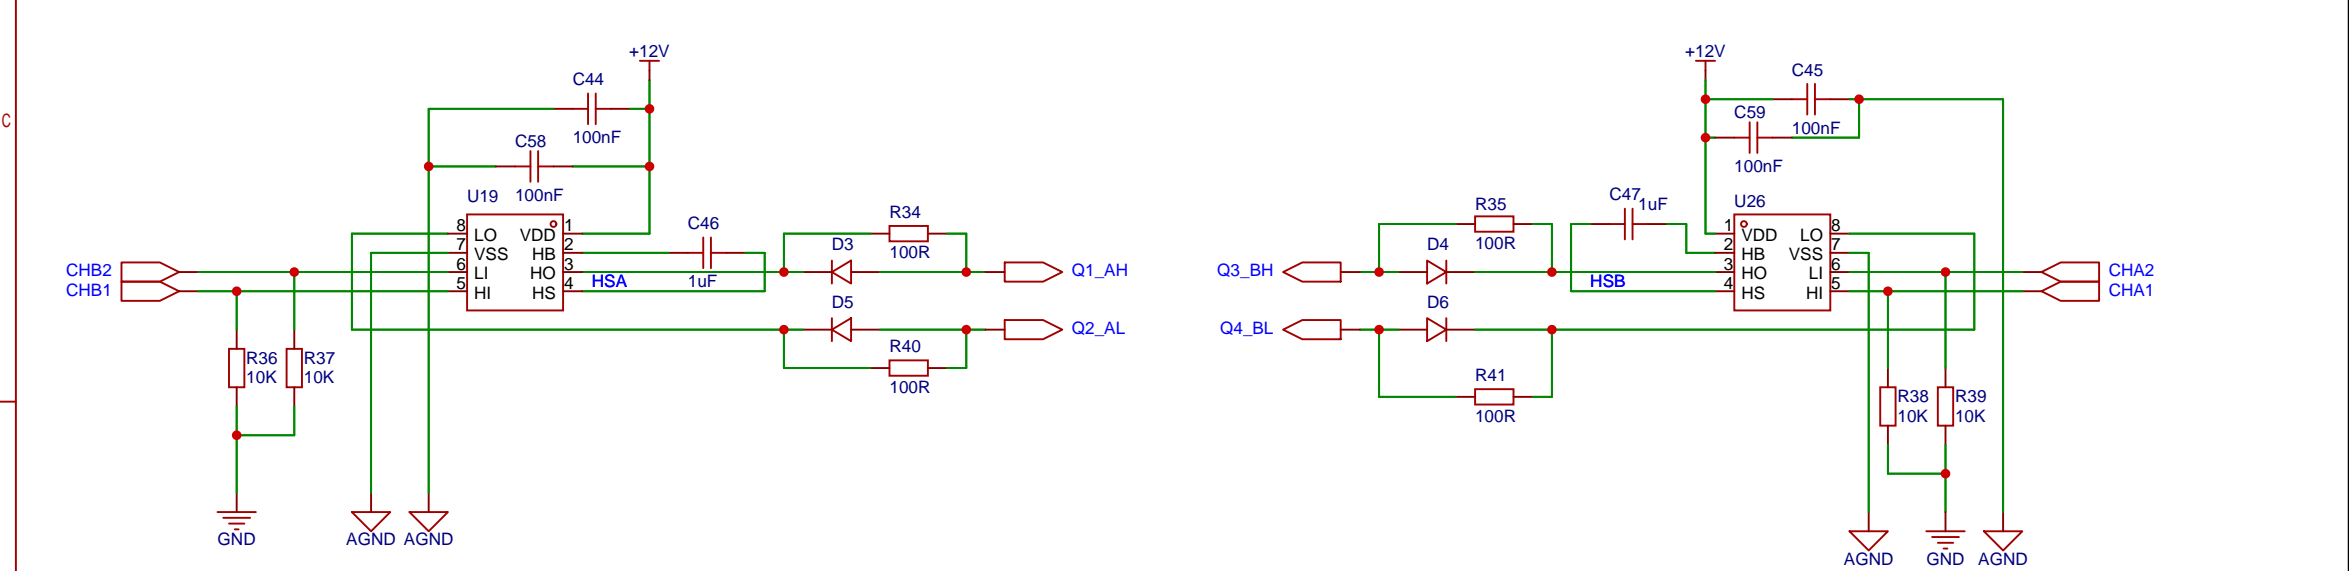 +12V
+12V
C44
C45
C
C59
100nF
100nF
C58
100nF
U19
100nF
C47
1uF
U26
R35
R34
C46
8
LO
VDD
1
7
VSS
HB
2
6
LI
HO
3
5
HI
HS
4
100R
D3
CHB2
CHB1
HSA
1uF
Q1_AH
D5
Q2_AL
R40
100R
R36
10K
R37
10K
GND
AGND
AGND
100R
D4
Q3_BH
HSB
D6
Q4_BL
R41
100R
1
VDD
LO
8
2
HB
VSS
7
3
HO
LI
6
4
HS
HI
5
CHA2
CHA1
R38
10K
R39
10K
AGND
GND
AGND